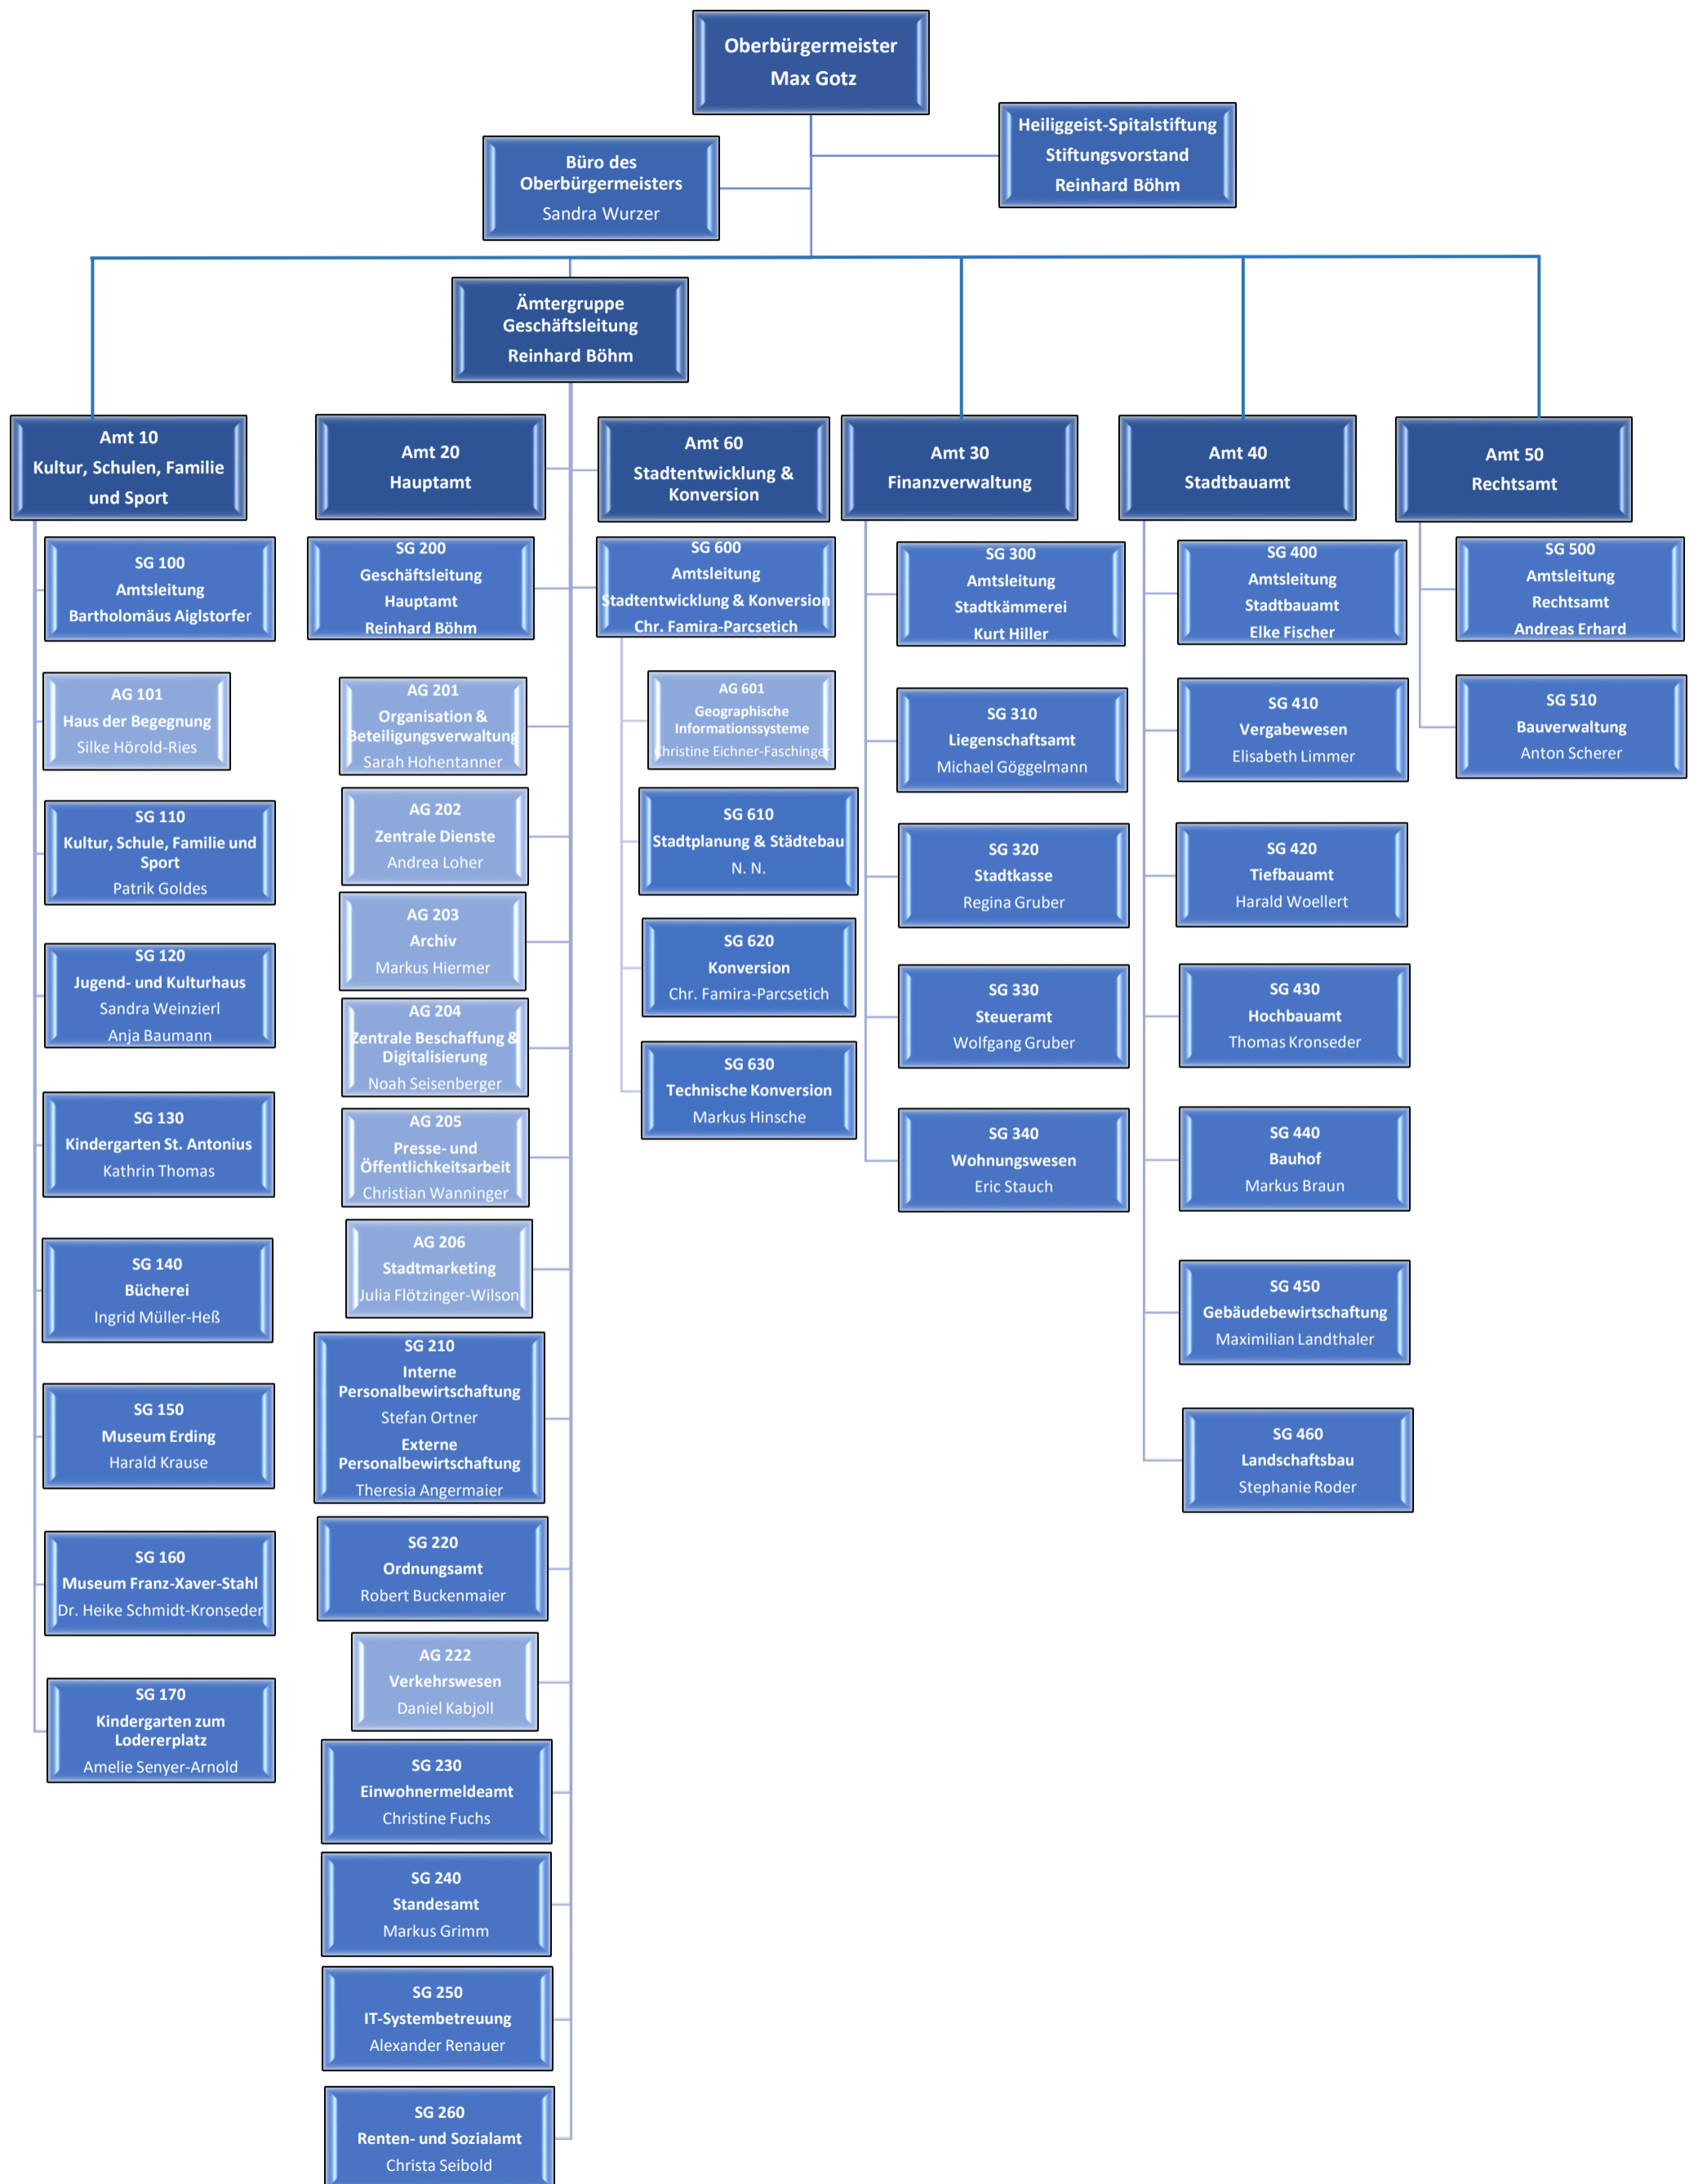 Oberbürgermeister
Max Gotz
Heiliggeist-Spitalstiftung
Stiftungsvorstand
Reinhard Böhm
Büro des
Oberbürgermeisters
Sandra Wurzer
Ämtergruppe
Geschäftsleitung
Reinhard Böhm
Amt 10
Kultur, Schulen, Familie
und Sport
SG 100
Amtsleitung
Bartholomäus Aiglstorfer
AG 101
Haus der Begegnung
Silke Hörold-Ries
SG 110
Kultur, Schule, Familie und
Sport
Patrik Goldes
SG 120
Jugend- und Kulturhaus
Sandra Weinzierl
Anja Baumann
SG 130
Kindergarten St. Antonius
Kathrin Thomas
SG 140
Bücherei
Ingrid Müller-Heß
SG 150
Museum Erding
Harald Krause
SG 160
Museum Franz-Xaver-Stahl
Dr. Heike Schmidt-Kronseder
SG 170
Kindergarten zum
Lodererplatz
Amelie Senyer-Arnold
Amt 20
Hauptamt
SG 200
Geschäftsleitung
Hauptamt
Reinhard Böhm
AG 201
Organisation &
Beteiligungsverwaltung
Sarah Hohentanner
AG 202
Zentrale Dienste
Andrea Loher
AG 203
Archiv
Markus Hiermer
AG 204
Zentrale Beschaffung &
Digitalisierung
Noah Seisenberger
AG 205
Presse- und
Öffentlichkeitsarbeit
Christian Wanninger
AG 206
Stadtmarketing
Julia Flötzinger-Wilson
SG 210
Interne
Personalbewirtschaftung
Stefan Ortner
Externe
Personalbewirtschaftung
Theresia Angermaier
SG 220
Ordnungsamt
Robert Buckenmaier
AG 222
Verkehrswesen
Daniel Kabjoll
SG 230
Einwohnermeldeamt
Christine Fuchs
SG 240
Standesamt
Markus Grimm
SG 250
IT-Systembetreuung
Alexander Renauer
SG 260
Renten- und Sozialamt
Christa Seibold
Amt 60
Stadtentwicklung &
Konversion
SG 600
Amtsleitung
Stadtentwicklung & Konversion
Chr. Famira-Parcsetich
AG 601
Geographische
Informationssysteme
Christine Eichner-Faschinger
SG 610
Stadtplanung & Städtebau
N. N.
SG 620
Konversion
Chr. Famira-Parcsetich
SG 630
Technische Konversion
Markus Hinsche
Amt 30
Finanzverwaltung
SG 300
Amtsleitung
Stadtkämmerei
Kurt Hiller
SG 310
Liegenschaftsamt
Michael Göggelmann
SG 320
Stadtkasse
Regina Gruber
SG 330
Steueramt
Wolfgang Gruber
SG 340
Wohnungswesen
Eric Stauch
Amt 40
Stadtbauamt
SG 400
Amtsleitung
Stadtbauamt
Elke Fischer
SG 410
Vergabewesen
Elisabeth Limmer
SG 420
Tiefbauamt
Harald Woellert
SG 430
Hochbauamt
Thomas Kronseder
SG 440
Bauhof
Markus Braun
SG 450
Gebäudebewirtschaftung
Maximilian Landthaler
SG 460
Landschaftsbau
Stephanie Roder
Amt 50
Rechtsamt
SG 500
Amtsleitung
Rechtsamt
Andreas Erhard
SG 510
Bauverwaltung
Anton Scherer